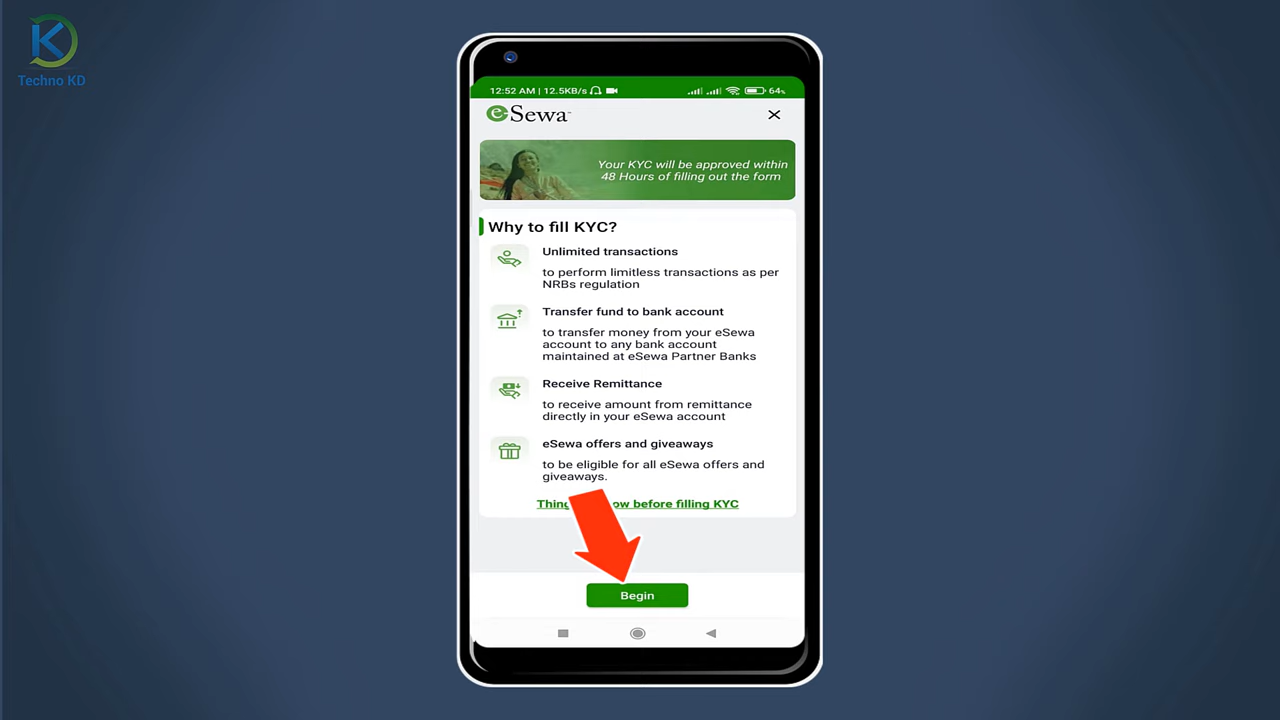 Techno KD
12:52 AM | 12.5KB/s
64%
eSewa
Your KYC will be approved within
48 Hours of filling out the form
Why to fill KYC?
Unlimited transactions
to perform limitless transactions as per
NRBs regulation
Transfer fund to bank account
to transfer money from your eSewa
account to any bank account
maintained at eSewa Partner Banks
Receive Remittance
to receive amount from remittance
directly in your eSewa account
eSewa offers and giveaways
to be eligible for all eSewa offers and
giveaways.
before filling KYC
Begin